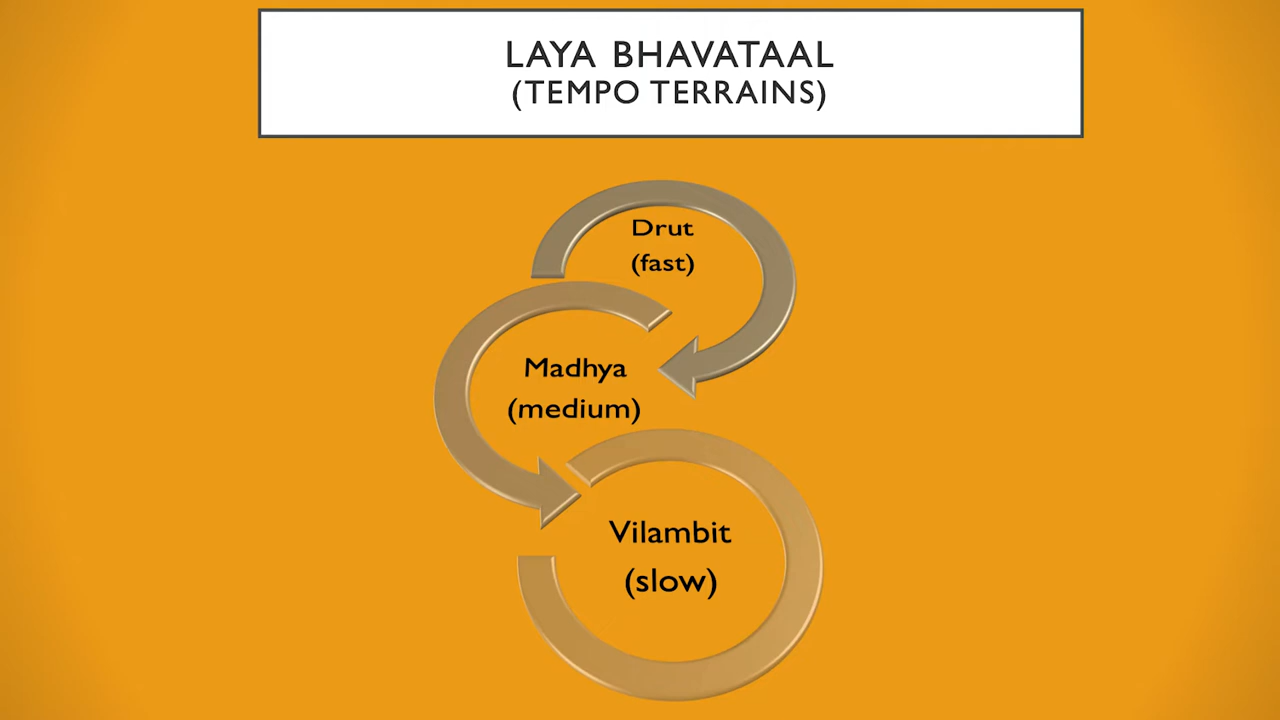 LAYA BHAVATAAL
(TEMPO TERRAINS)
Drut
(fast)
Madhya
(medium)
Vilambit
(slow)